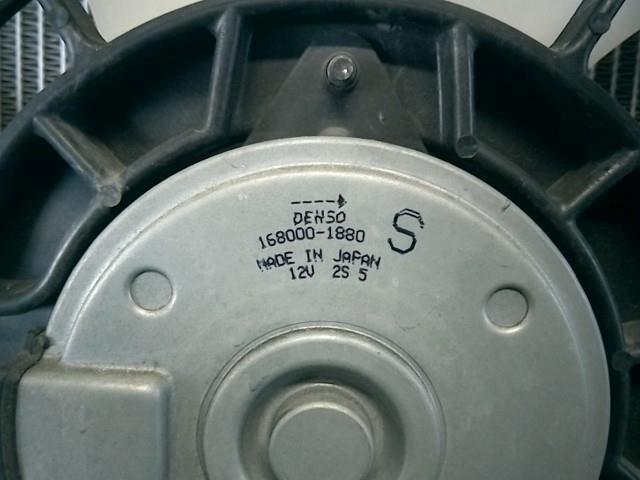 DENSO
168000-1880
S
MADE IN JAPAN
12V 2S 5